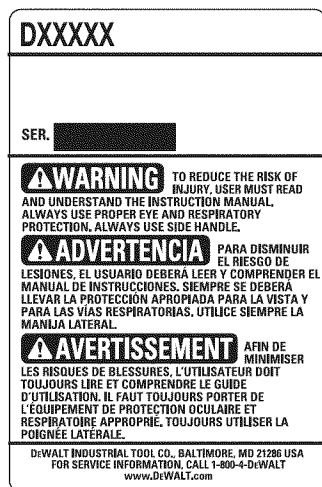 DXXXXX
SER.
WARNING TO REDUCE THE RISK OF
INJURY, USER MUST READ
AND UNDERSTAND THE INSTRUCTION MANUAL.
ALWAYS USE PROPER EYE AND RESPIRATORY
PROTECTION. ALWAYS USE SIDE HANDLE.
ADVERTENCIA PARA DISMINUIR
EL RIESGO DE
LESIONES, EL USUARIO DEBERÁ LEER Y COMPRENDER EL
MANUAL DE INSTRUCCIONES. SIEMPRE SE DEBERÁ
LLEVAR LA PROTECCIÓN APROPIADA PARA LA VISTA Y
PARA LAS VÍAS RESPIRATORIAS. UTILICE SIEMPRE LA
MANIJA LATERAL.
AVERTISSEMENT AFIN DE
MINIMISER
LES RISQUES DE BLESSURES, L'UTILISATEUR DOIT
TOUJOURS LIRE ET COMPRENDRE LE GUIDE
D'UTILISATION. IL FAUT TOUJOURS PORTER DE
L'ÉQUIPEMENT DE PROTECTION OCULAIRE ET
RESPIRATOIRE APPROPRIÉ. TOUJOURS UTILISER LA
POIGNÉE LATÉRALE.
DEWALT INDUSTRIAL TOOL CO., BALTIMORE, MD 21286 USA
FOR SERVICE INFORMATION, CALL 1-800-4-DEWALT
www.DEWALT.com